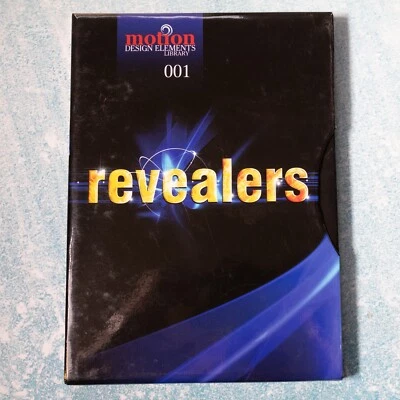 motion
DESIGN ELEMENTS
LIBRARY
001
revealers